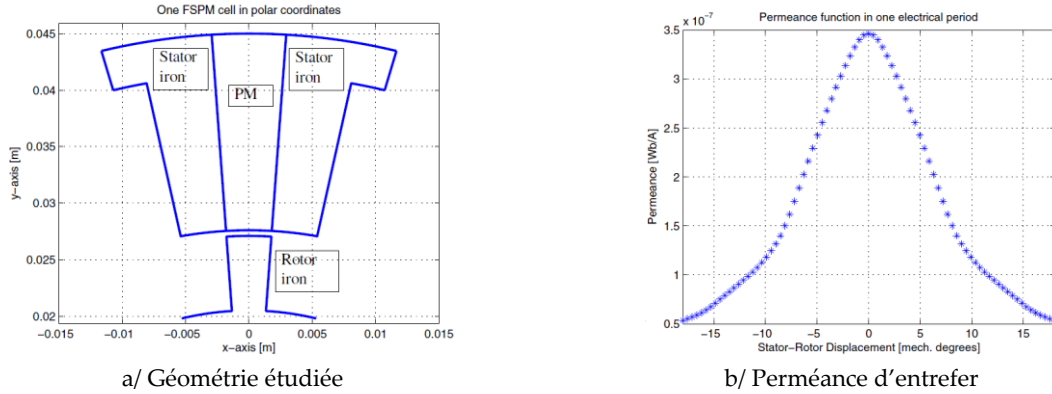 One FSPM cell in polar coordinates
0.045
0.04
0.035
0.03
0.025
0.02
y−axis [m]
Stator
iron
Stator
iron
PM
Rotor
iron
−0.015
−0.01
−0.005
0
0.005
0.01
0.015
x−axis [m]
a/ Géométrie étudiée
x 10⁻⁷
Permeance function in one electrical period
3.5
3
2.5
2
1.5
1
0.5
Permeance [Wb/A]
−15
−10
−5
0
5
10
15
Stator−Rotor Displacement [mech. degrees]
b/ Perméance d’entrefer